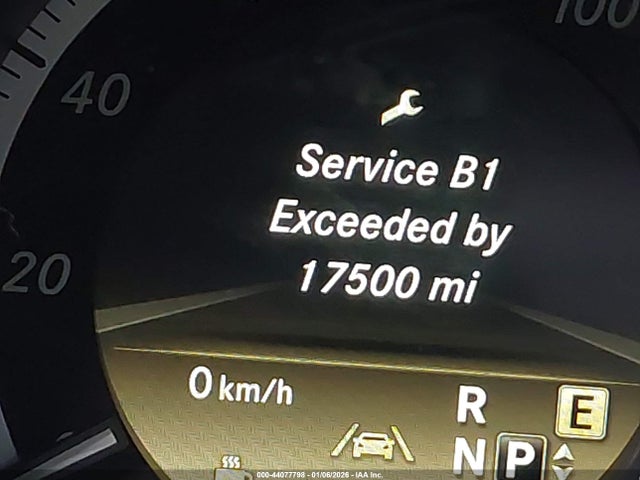 100
40
Service B1
Exceeded by
17500 mi
20
0 km/h
R
E
N P
000-44077798 - 01/06/2026 - IAA Inc.